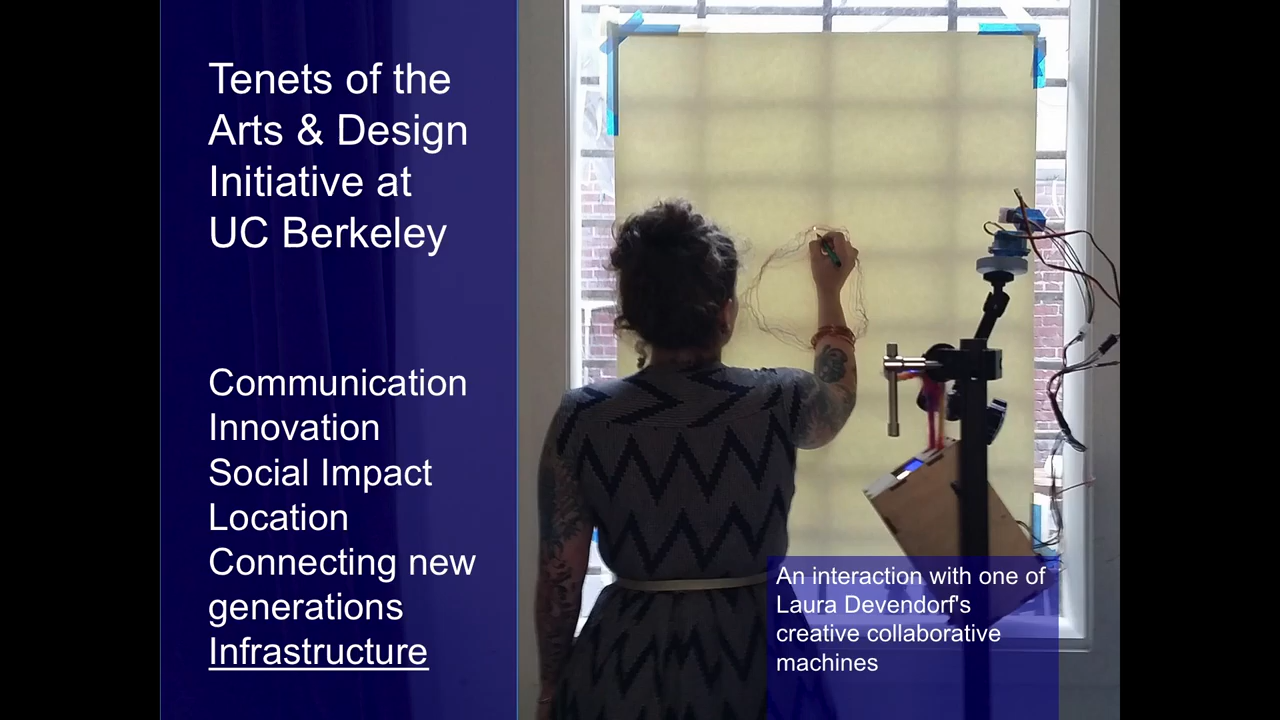 Tenets of the
Arts & Design
Initiative at
UC Berkeley
Communication
Innovation
Social Impact
Location
Connecting new
generations
Infrastructure
An interaction with one of
Laura Devendorf's
creative collaborative
machines